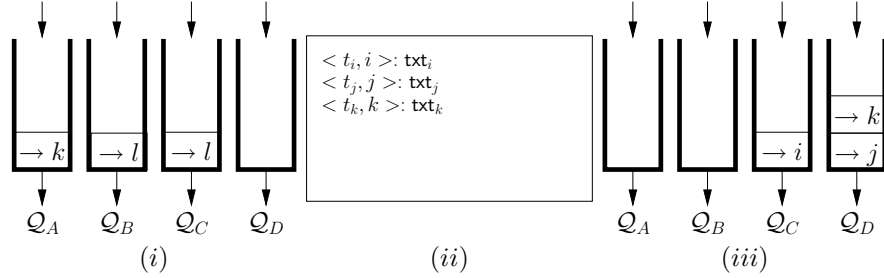 < t_i, i >: txt_i
< t_j, j >: txt_j
< t_k, k >: txt_k
→ k
→ k → l → l → i → j
Q_A Q_B Q_C Q_D Q_A Q_B Q_C Q_D
(i) (ii) (iii)